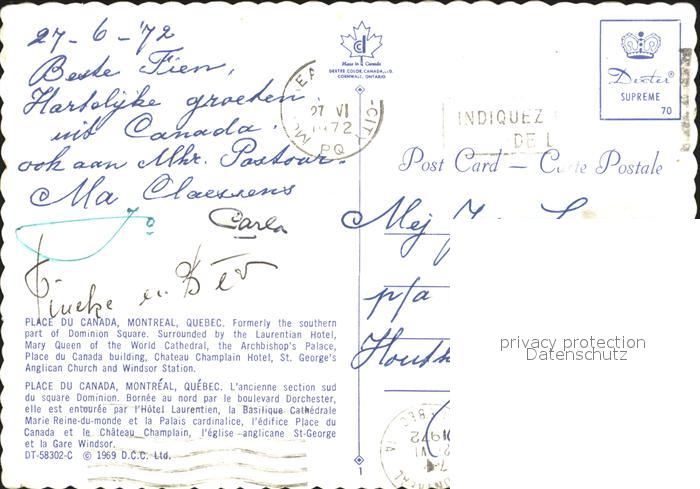 27-6-'72
Beste Fien,
Hartelijke groeten
uit Canada.
ook aan Mhr. Pastoor.
Ma Claessens
Jo
Carla
Fineke en Bér
PLACE DU CANADA, MONTREAL, QUEBEC. Formerly the southern
part of Dominion Square. Surrounded by the Laurentian Hotel,
Mary Queen of the World Cathedral, the Archbishop's Palace,
Place du Canada building, Chateau Champlain Hotel, St. George's
Anglican Church and Windsor Station.
PLACE DU CANADA, MONTRÉAL, QUÉBEC. L'ancienne section sud
du square Dominion. Bornée au nord par le boulevard Dorchester,
elle est entourée par l'Hôtel Laurentien, la Basilique Cathédrale
Marie Reine-du-monde et la Palais cardinalice, l'édifice Place du
Canada et le Château Champlain, l'église anglicane St-George
et la Gare Windsor.
DT-58302-C © 1969 D.C.C. Ltd.
Made in Canada
DEXTER COLOR CANADA LTD.
CORNWALL, ONTARIO
27 VI
1972
PQ
INDIQUEZ
DE L
Dexter®
SUPREME
70
Post Card — Carte Postale
Mej
p/a
privacy protection
Datenschutz
1